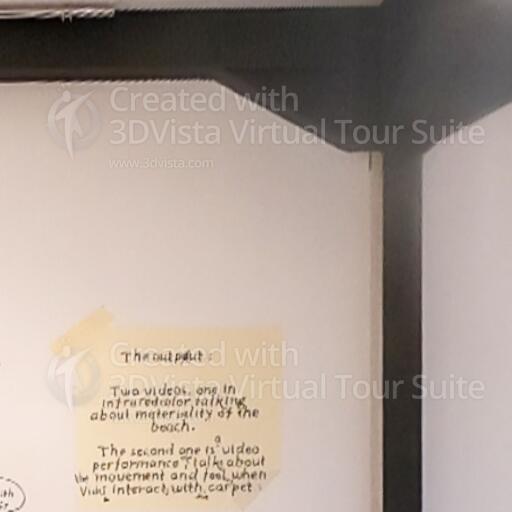 Created with
3DVista Virtual Tour Suite
www.3dvista.com
The output:
Created with
3DVista Virtual Tour Suite
Two videos, one in
infraredcolor, talking
about materiality of the
beach.
The second one is a video
performance, I talk about
the movement and feel when
interact, with carpet.
ith